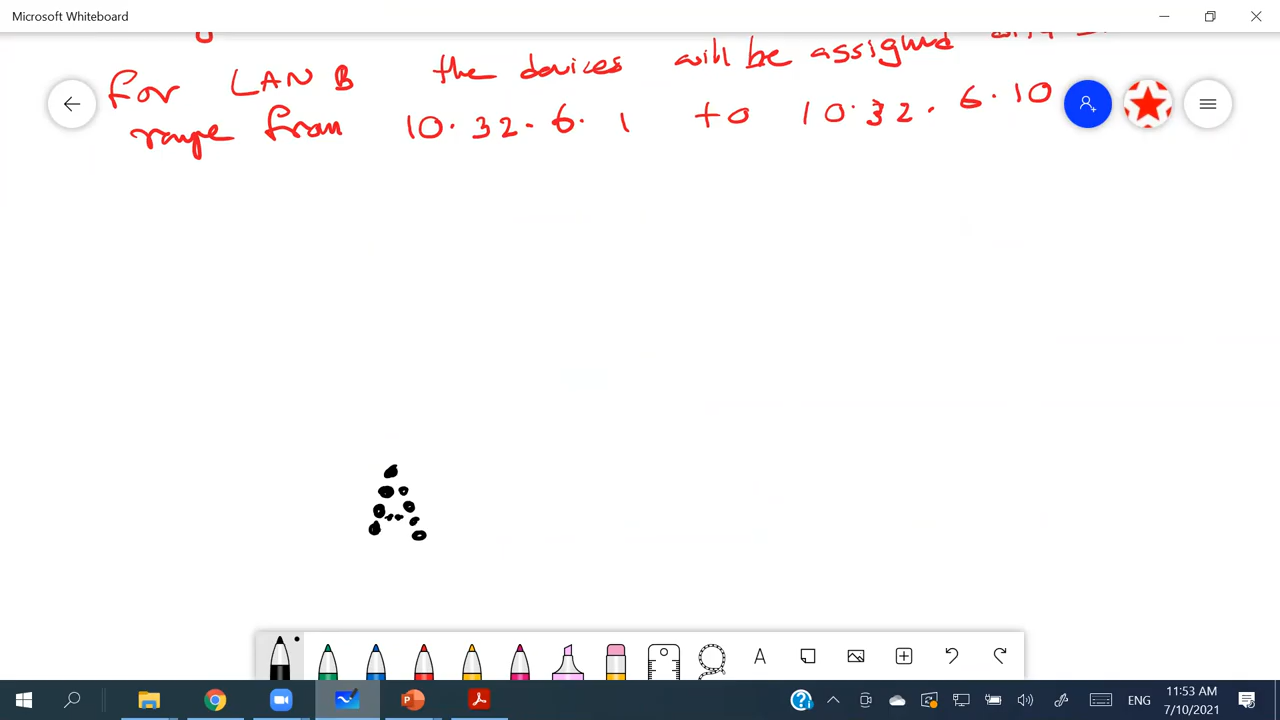 Microsoft Whiteboard
For LAN B the devices will be assigned
range from 10.32.6.1 to 10.32.6.10
A
A
ENG
11:53 AM
7/10/2021